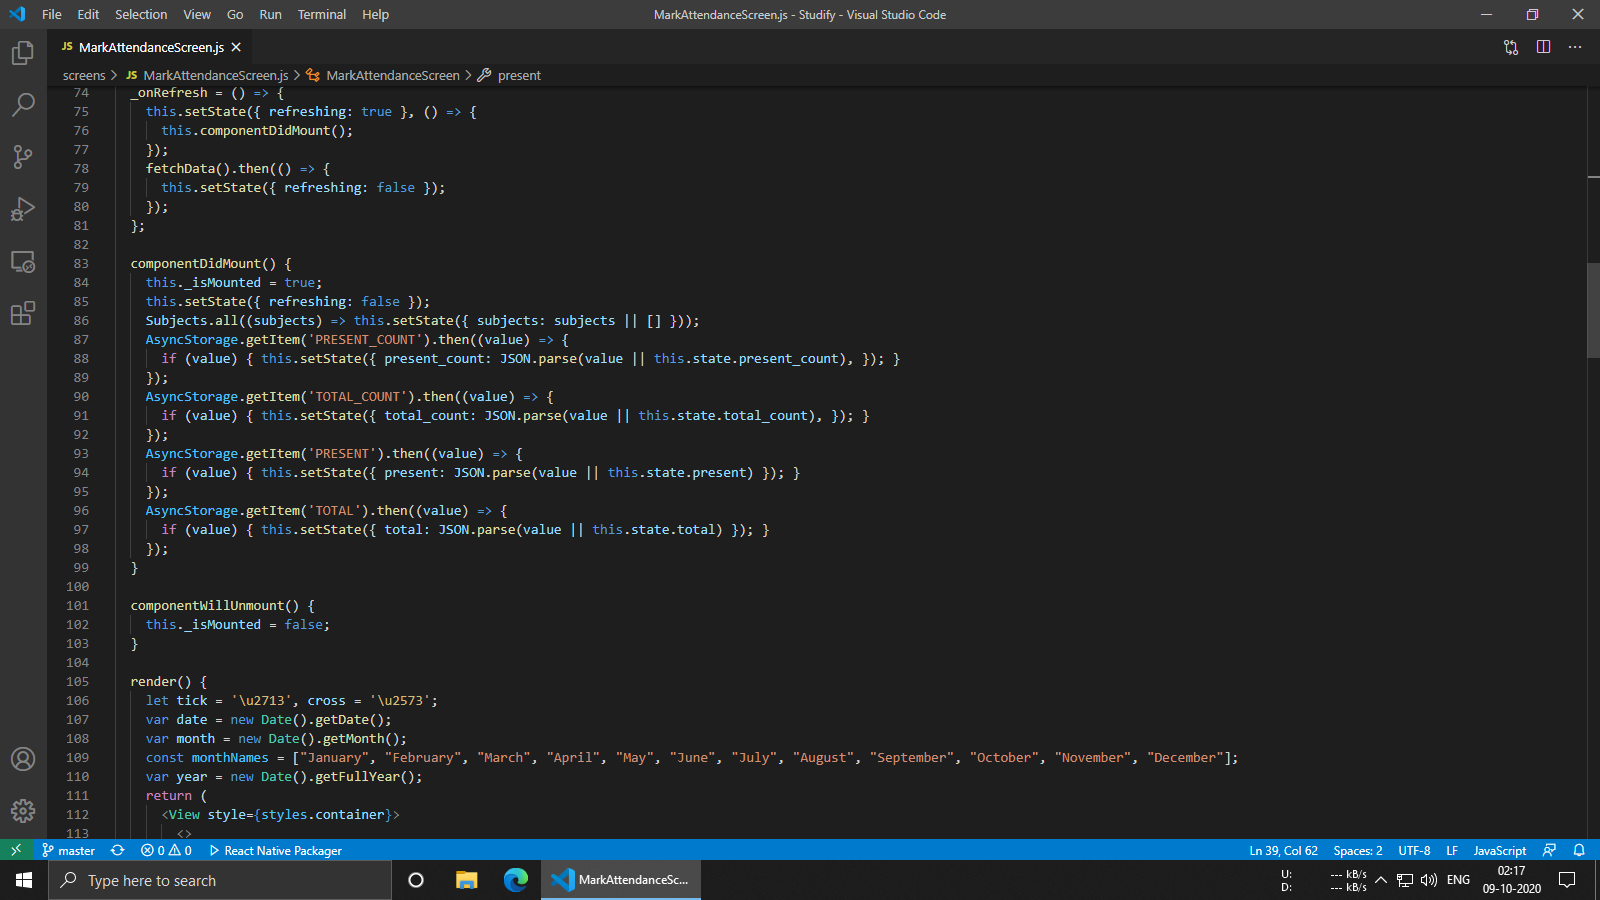 File Edit Selection View Go Run Terminal Help
MarkAttendanceScreen.js - Studify - Visual Studio Code
JS MarkAttendanceScreen.js
screens > JS MarkAttendanceScreen.js > MarkAttendanceScreen > present
74 _onRefresh = () => {
75 this.setState({ refreshing: true }, () => {
76 this.componentDidMount();
77 });
78 fetchData().then(() => {
79 this.setState({ refreshing: false });
80 });
81 };
82
83 componentDidMount() {
84 this._isMounted = true;
85 this.setState({ refreshing: false });
86 Subjects.all((subjects) => this.setState({ subjects: subjects || [] }));
87 AsyncStorage.getItem('PRESENT_COUNT').then((value) => {
88 if (value) { this.setState({ present_count: JSON.parse(value || this.state.present_count), }); }
89 });
90 AsyncStorage.getItem('TOTAL_COUNT').then((value) => {
91 if (value) { this.setState({ total_count: JSON.parse(value || this.state.total_count), }); }
92 });
93 AsyncStorage.getItem('PRESENT').then((value) => {
94 if (value) { this.setState({ present: JSON.parse(value || this.state.present) }); }
95 });
96 AsyncStorage.getItem('TOTAL').then((value) => {
97 if (value) { this.setState({ total: JSON.parse(value || this.state.total) }); }
98 });
99 }
100
101 componentWillUnmount() {
102 this._isMounted = false;
103 }
104
105 render() {
106 let tick = '\u2713', cross = '\u2573';
107 var date = new Date().getDate();
108 var month = new Date().getMonth();
109 const monthNames = ["January", "February", "March", "April", "May", "June", "July", "August", "September", "October", "November", "December"];
110 var year = new Date().getFullYear();
111 return (
112 <View style={styles.container}>
113 <>
master 0 0 React Native Packager Ln 39, Col 62 Spaces: 2 UTF-8 LF JavaScript
Type here to search
MarkAttendanceSc...
U: --- kB/s
D: --- kB/s
ENG
02:17
09-10-2020